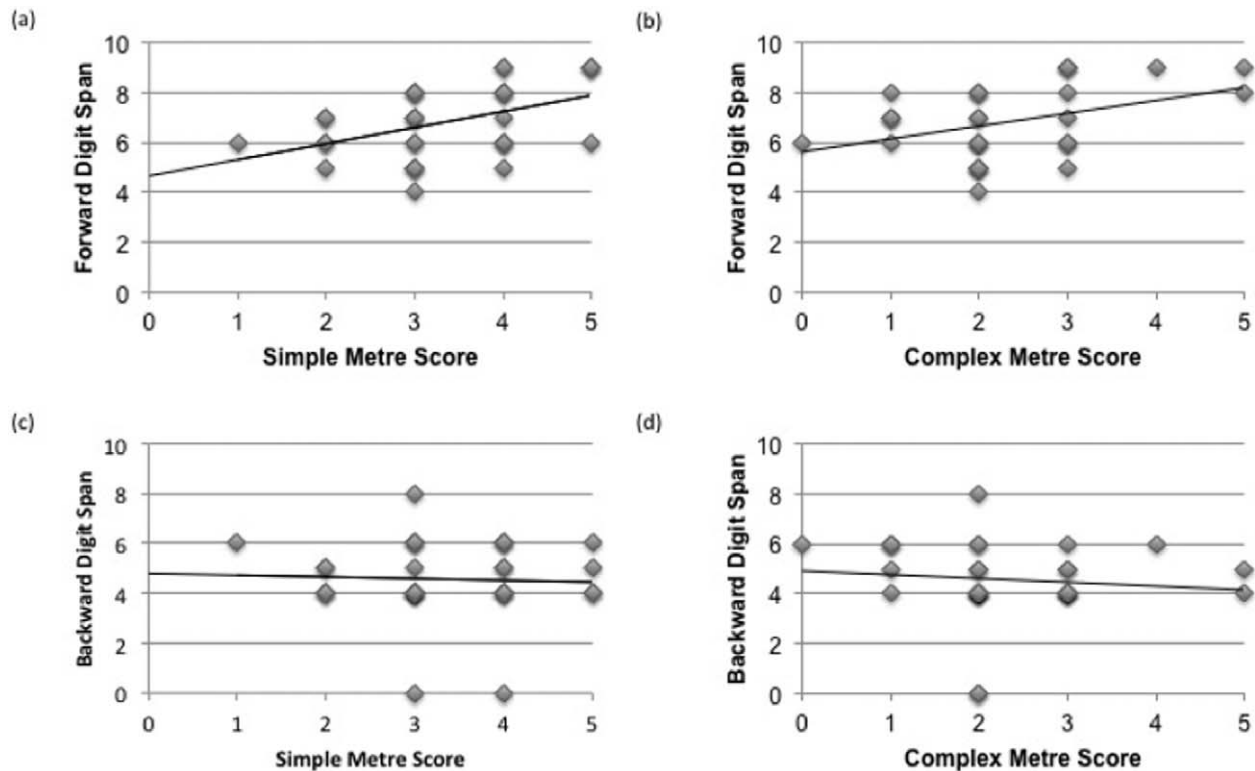 (a)
Forward Digit Span
10
8
6
4
2
0
0 1 2 3 4 5
Simple Metre Score
(b)
Forward Digit Span
10
8
6
4
2
0
0 1 2 3 4 5
Complex Metre Score
(c)
Backward Digit Span
10
8
6
4
2
0
0 1 2 3 4 5
Simple Metre Score
(d)
Backward Digit Span
10
8
6
4
2
0
0 1 2 3 4 5
Complex Metre Score